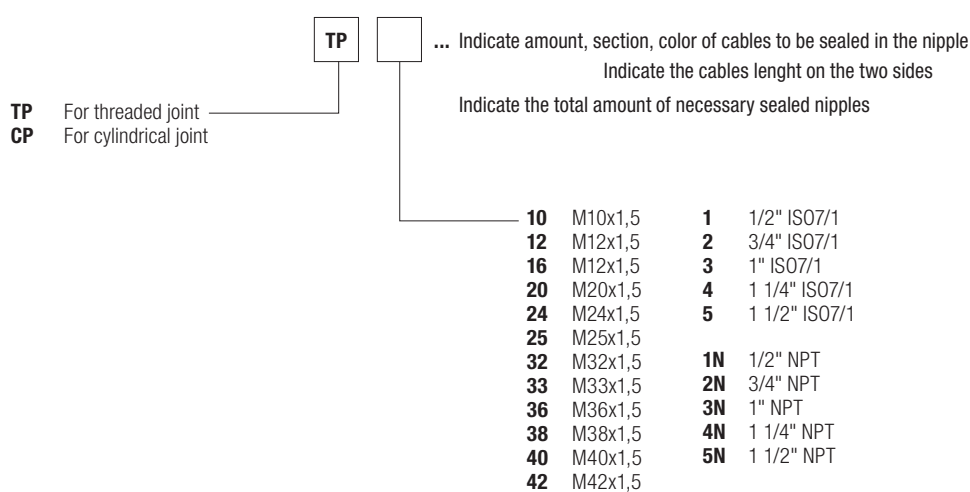 TP ... Indicate amount, section, color of cables to be sealed in the nipple
Indicate the cables lenght on the two sides
Indicate the total amount of necessary sealed nipples
TP For threaded joint
CP For cylindrical joint
10 M10x1,5 1 1/2" ISO7/1
12 M12x1,5 2 3/4" ISO7/1
16 M12x1,5 3 1" ISO7/1
20 M20x1,5 4 1 1/4" ISO7/1
24 M24x1,5 5 1 1/2" ISO7/1
25 M25x1,5
32 M32x1,5 1N 1/2" NPT
33 M33x1,5 2N 3/4" NPT
36 M36x1,5 3N 1" NPT
38 M38x1,5 4N 1 1/4" NPT
40 M40x1,5 5N 1 1/2" NPT
42 M42x1,5